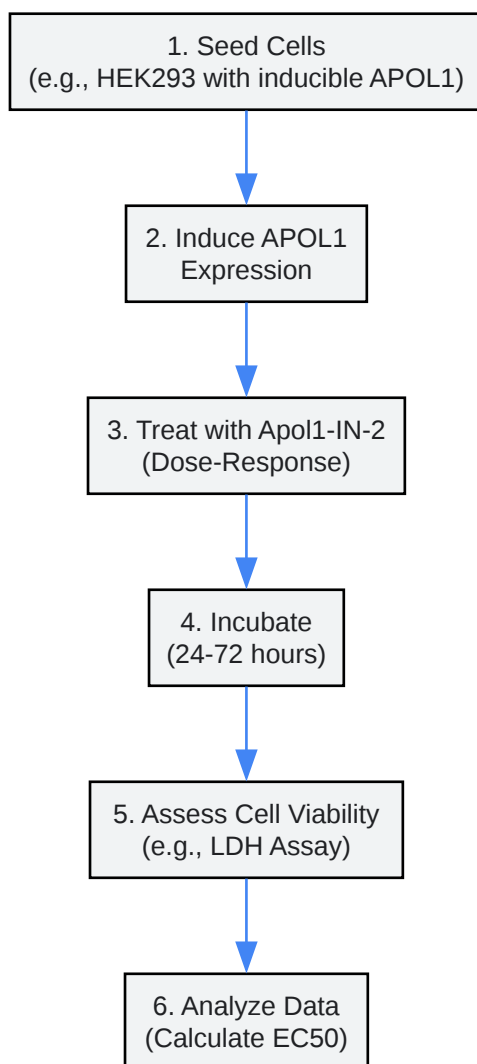 1. Seed Cells
(e.g., HEK293 with inducible APOL1)
2. Induce APOL1
Expression
3. Treat with Apol1-IN-2
(Dose-Response)
4. Incubate
(24-72 hours)
5. Assess Cell Viability
(e.g., LDH Assay)
6. Analyze Data
(Calculate EC50)